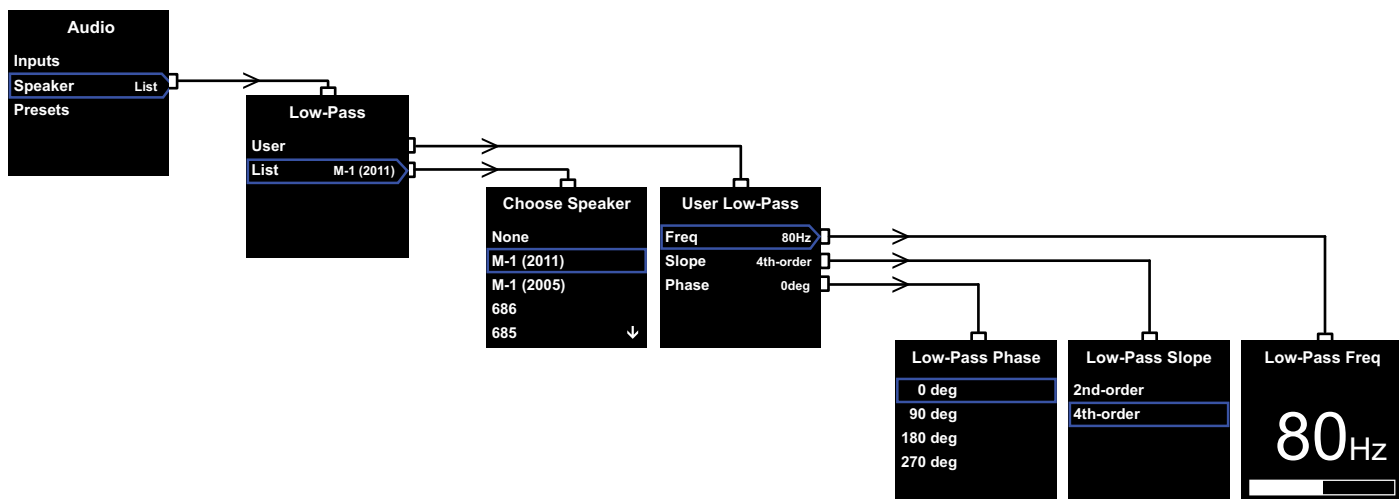 Audio
Inputs
Speaker List
Presets
Low-Pass
User
List M-1 (2011)
Choose Speaker
None
M-1 (2011)
M-1 (2005)
686
685
User Low-Pass
Freq 80Hz
Slope 4th-order
Phase 0deg
Low-Pass Phase
0 deg
90 deg
180 deg
270 deg
Low-Pass Slope
2nd-order
4th-order
Low-Pass Freq
80Hz